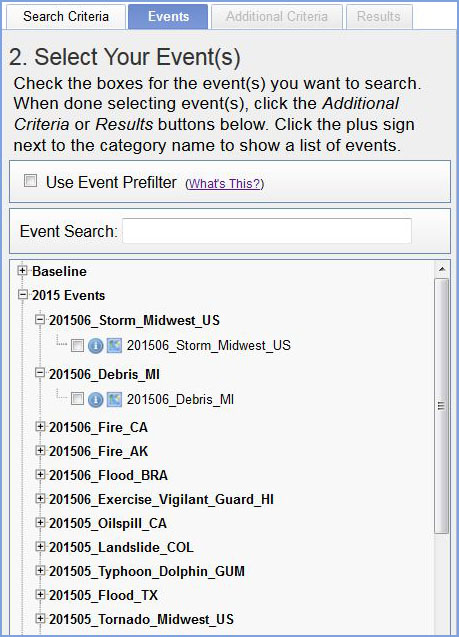 Search Criteria Events Additional Criteria Results
2. Select Your Event(s)
Check the boxes for the event(s) you want to search.
When done selecting event(s), click the Additional
Criteria or Results buttons below. Click the plus sign
next to the category name to show a list of events.
Use Event Prefilter (What's This?)
Event Search:
Baseline
2015 Events
201506_Storm_Midwest_US
201506_Storm_Midwest_US
201506_Debris_MI
201506_Debris_MI
201506_Fire_CA
201506_Fire_AK
201506_Flood_BRA
201506_Exercise_Vigilant_Guard_HI
201505_Oilspill_CA
201505_Landslide_COL
201505_Typhoon_Dolphin_GUM
201505_Flood_TX
201505_Tornado_Midwest_US